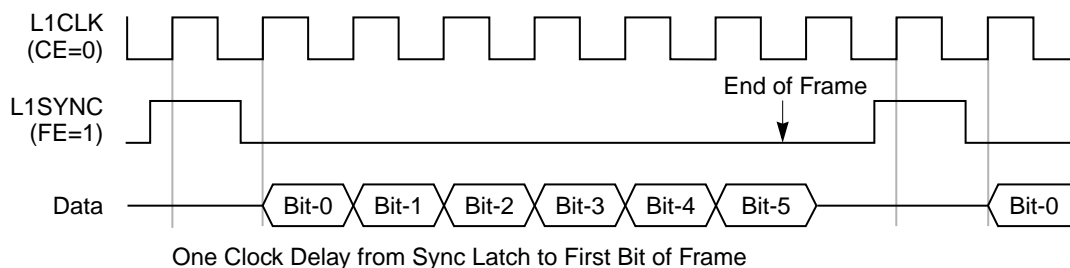 L1CLK
(CE=0)
End of Frame
L1SYNC
(FE=1)
Data
Bit-0 Bit-1 Bit-2 Bit-3 Bit-4 Bit-5 Bit-0
One Clock Delay from Sync Latch to First Bit of Frame